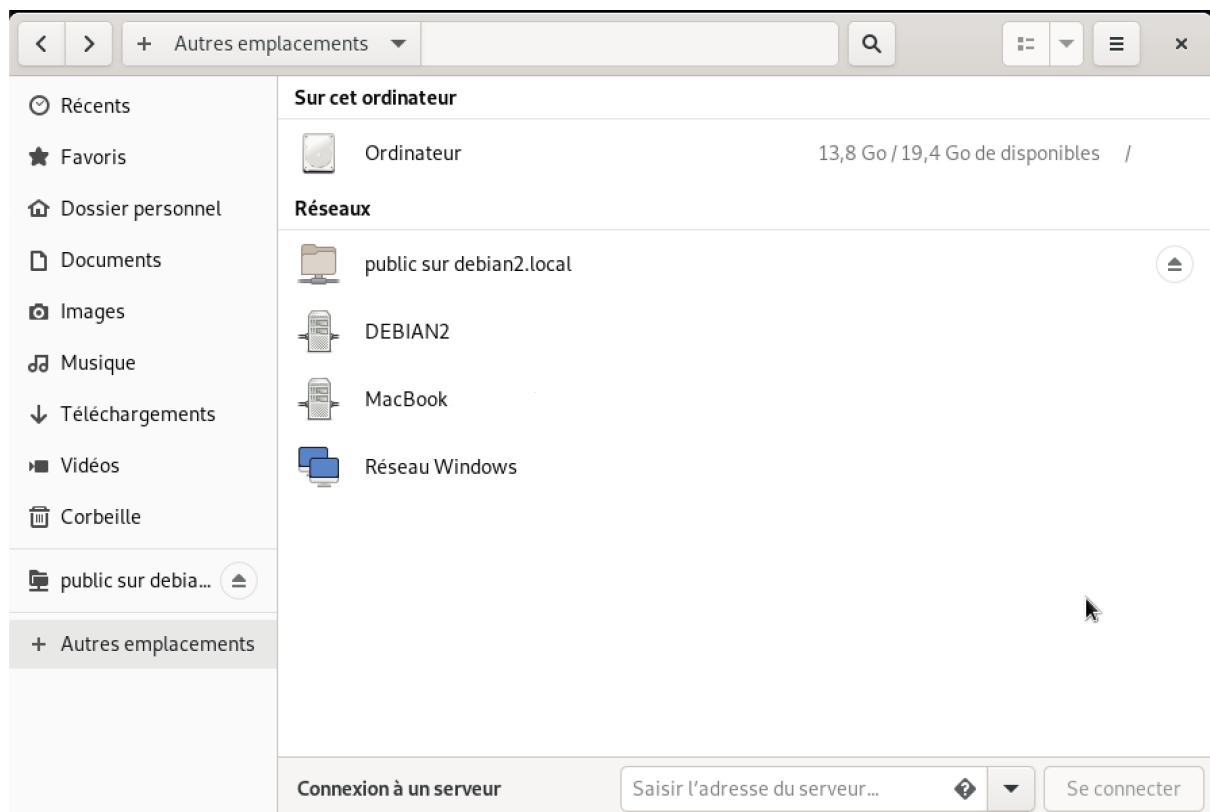 Autres emplacements
Récents
Favoris
Dossier personnel
Documents
Images
Musique
Téléchargements
Vidéos
Corbeille
public sur debia...
Autres emplacements
Sur cet ordinateur
Ordinateur 13,8 Go / 19,4 Go de disponibles /
Réseaux
public sur debian2.local
DEBIAN2
MacBook
Réseau Windows
Connexion à un serveur Saisir l’adresse du serveur... Se connecter